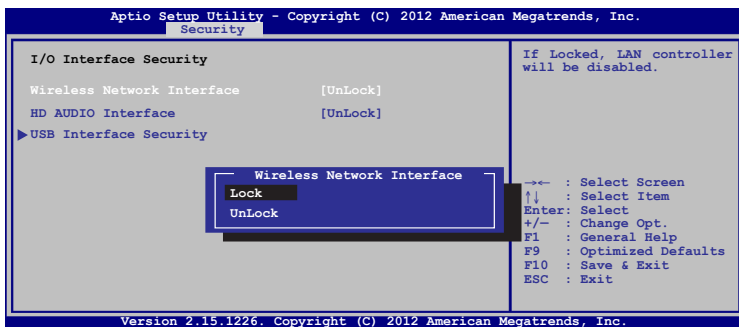 Aptio Setup Utility - Copyright (C) 2012 American Megatrends, Inc.
Security
I/O Interface Security
Wireless Network Interface [UnLock]
HD AUDIO Interface [UnLock]
▶USB Interface Security
If Locked, LAN controller
will be disabled.
Wireless Network Interface
Lock
UnLock
→← : Select Screen
↑↓ : Select Item
Enter: Select
+/— : Change Opt.
F1 : General Help
F9 : Optimized Defaults
F10 : Save & Exit
ESC : Exit
Version 2.15.1226. Copyright (C) 2012 American Megatrends, Inc.